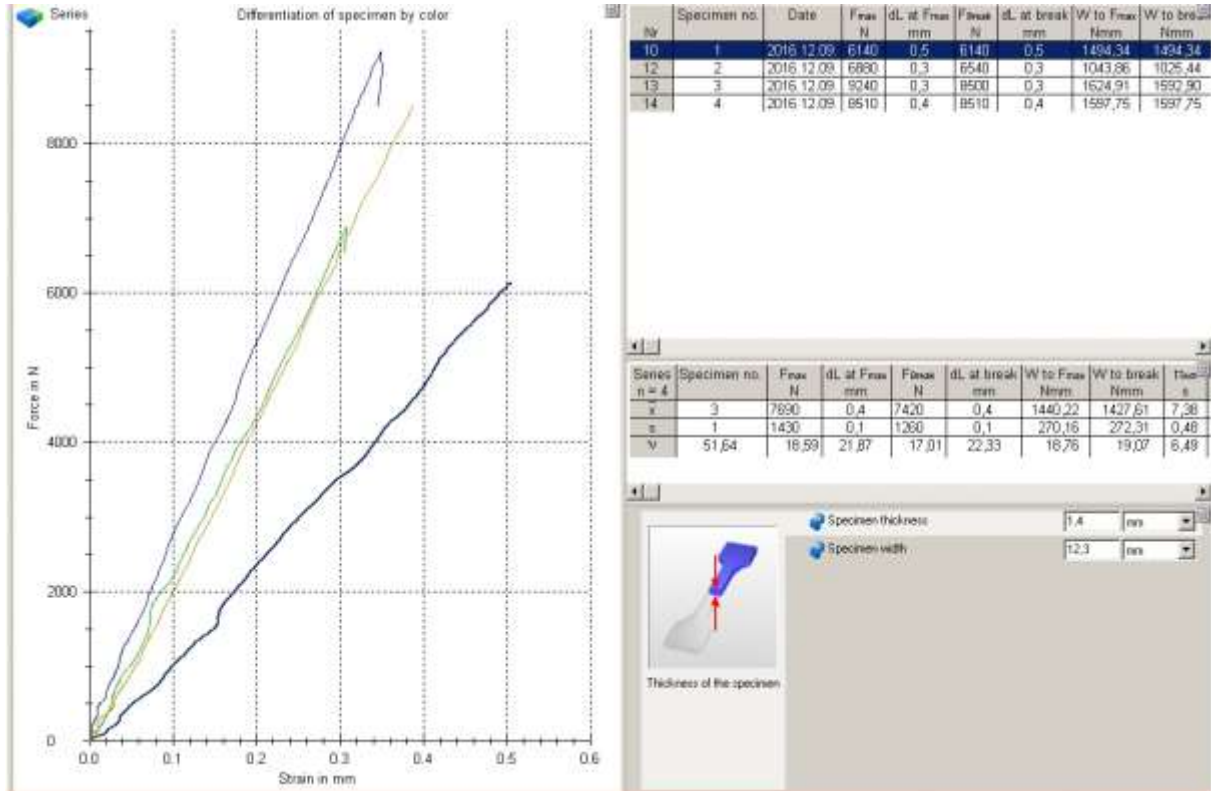 Series
Differentiation of specimen by color
8000
6000
4000
2000
0
Force in N
0.0 0.1 0.2 0.3 0.4 0.5 0.6
Strain in mm
Specimen no. Date Fmax dL at Fmax FBreak dL at break W to Fmax W to brea
Nr N mm N mm Nmm Nmm
10 1 2016.12.09. 6140 0,5 6140 0,5 1494,34 1494,34
12 2 2016.12.09. 6880 0,3 6540 0,3 1043,86 1025,44
13 3 2016.12.09. 9240 0,3 8500 0,3 1624,91 1592,90
14 4 2016.12.09. 8510 0,4 8510 0,4 1597,75 1597,75
Series Specimen no. Fmax dL at Fmax FBreak dL at break W to Fmax W to break
n = 4 N mm N mm Nmm Nmm s
x 3 7690 0,4 7420 0,4 1440,22 1427,61 7,38
s 1 1430 0,1 1260 0,1 270,16 272,31 0,48
ν 51,64 18,59 21,87 17,01 22,33 18,76 19,07 6,49
Specimen thickness 1,4 mm
Specimen width 12,3 mm
Thickness of the specimen